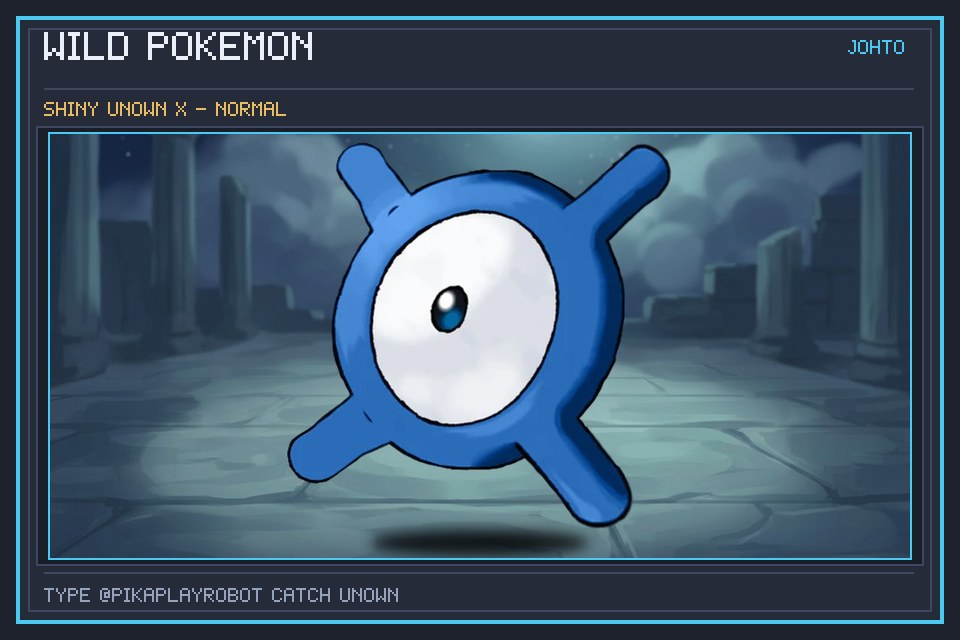 WILD POKEMON
JOHTO
SHINY UNOWN X - NORMAL
TYPE @PIKAPLAYROBOT CATCH UNOWN